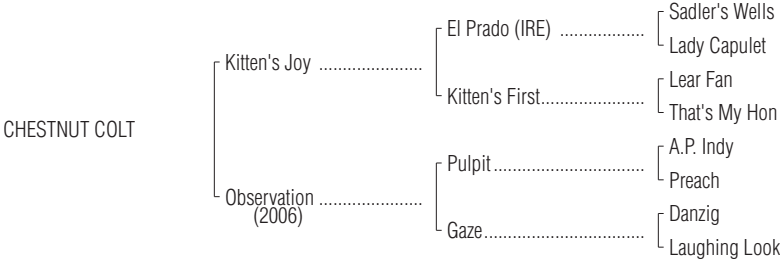 Sadler's Wells
El Prado (IRE) ..................
Lady Capulet
Kitten's Joy ......................
Lear Fan
Kitten's First......................
That's My Hon
CHESTNUT COLT
A.P. Indy
Pulpit................................
Preach
Observation ......................
(2006)
Danzig
Gaze..................................
Laughing Look